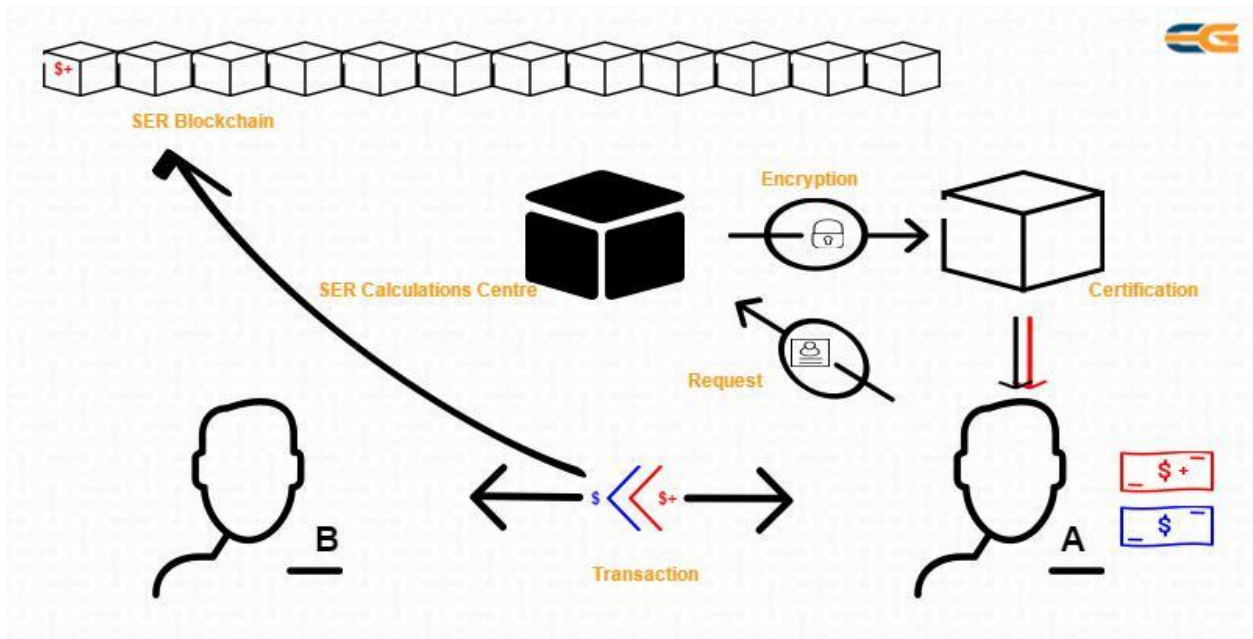 $+
SER Blockchain
Encryption
SER Calculations Centre
Certification
Request
$ +
$
$
$+
B
A
Transaction